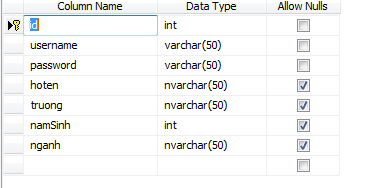 Column Name Data Type Allow Nulls
id int
username varchar(50)
password varchar(50)
hoten nvarchar(50)
truong nvarchar(50)
namSinh int
nganh nvarchar(50)